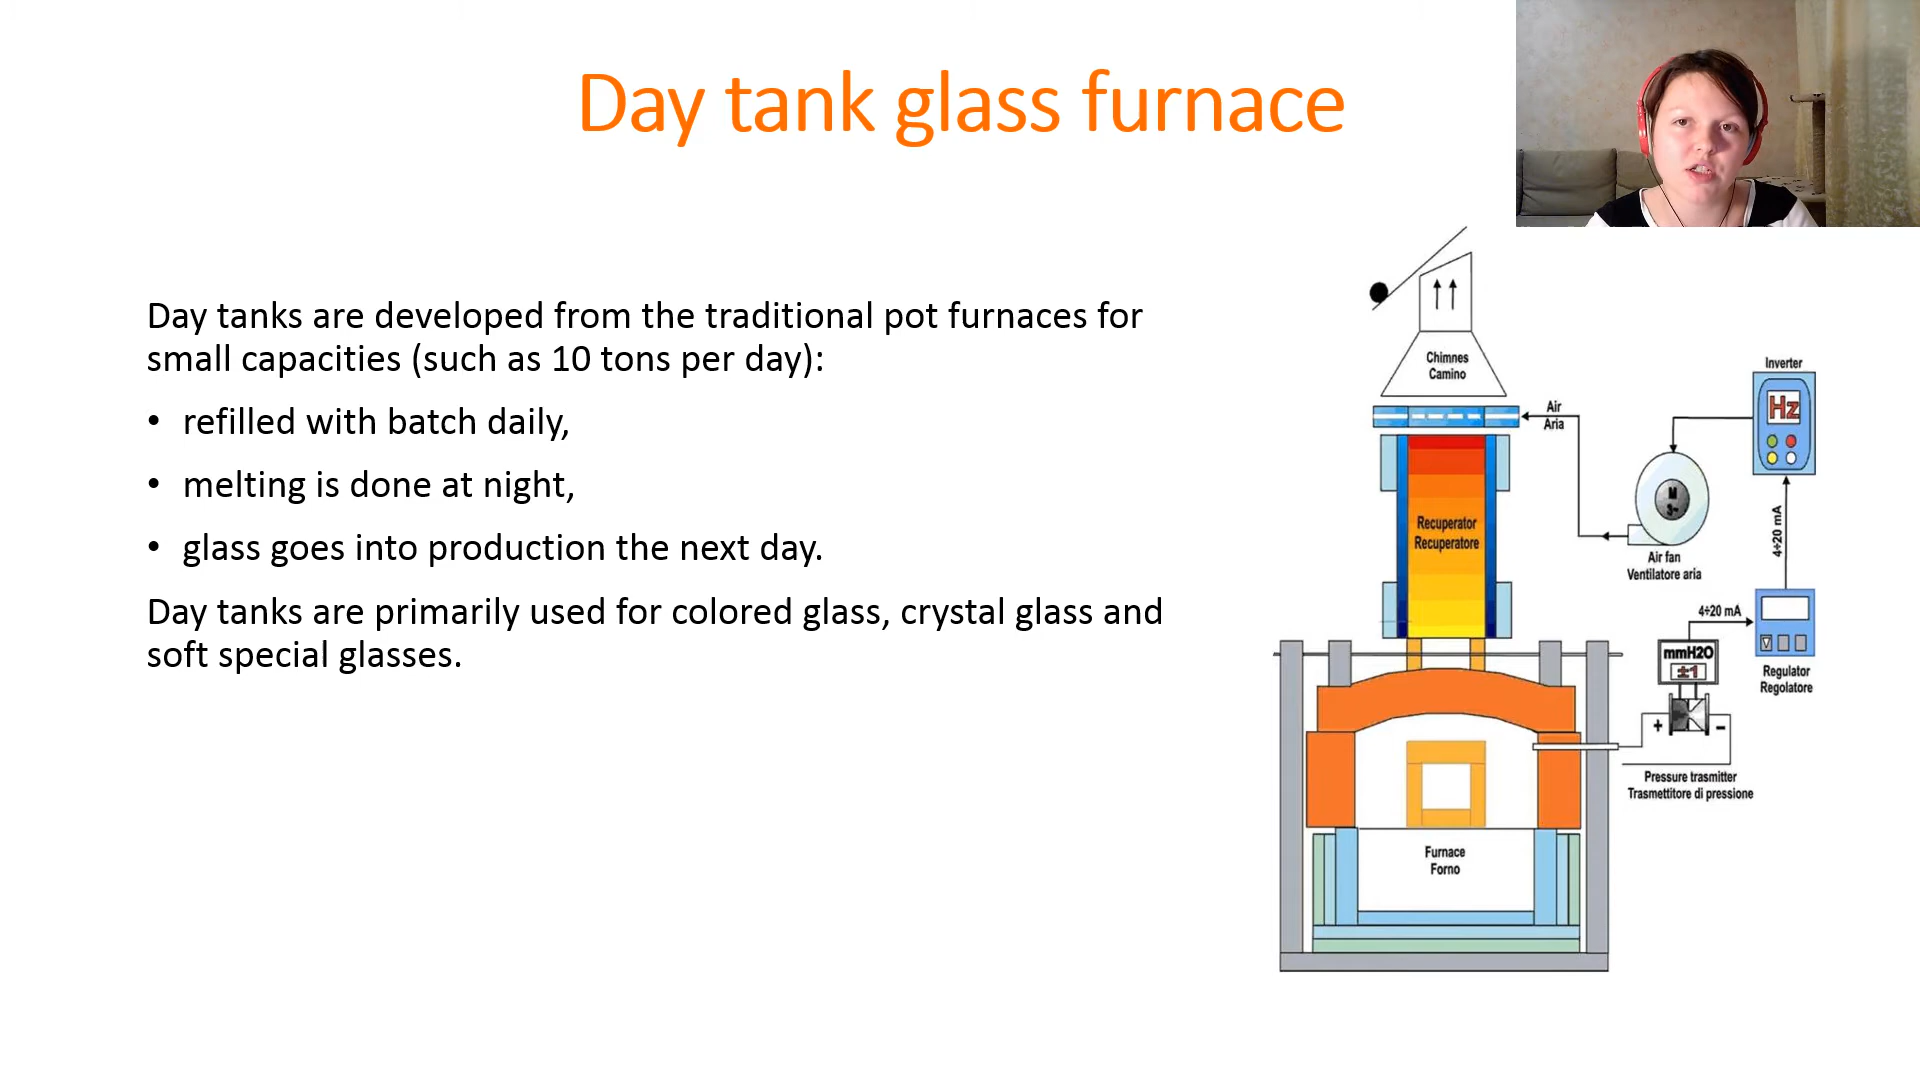 Day tank glass furnace
Day tanks are developed from the traditional pot furnaces for
small capacities (such as 10 tons per day):
• refilled with batch daily,
• melting is done at night,
• glass goes into production the next day.
Day tanks are primarily used for colored glass, crystal glass and
soft special glasses.
Chimnes
Camino
Air
Aria
Inverter
Hz
Recuperator
Recuperatore
M
3~
Air fan
Ventilatore aria
4÷20 mA
4÷20 mA
mmH2O
±1
Regulator
Regolatore
+
−
Pressure trasmitter
Trasmettitore di pressione
Furnace
Forno